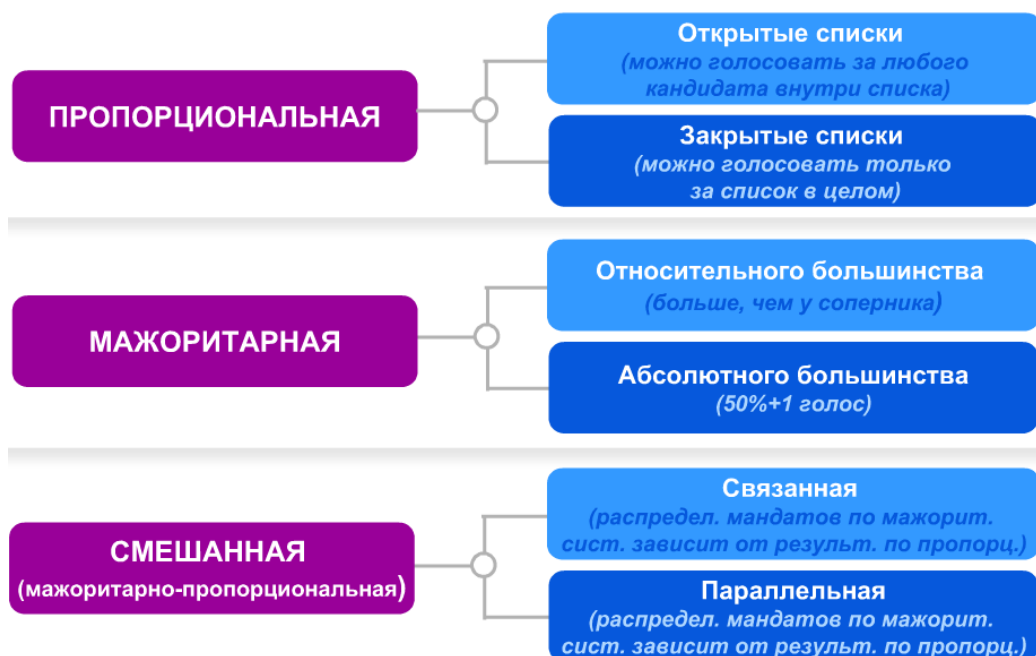 ПРОПОРЦИОНАЛЬНАЯ
Открытые списки
(можно голосовать за любого
кандидата внутри списка)
Закрытые списки
(можно голосовать только
за список в целом)
МАЖОРИТАРНАЯ
Относительного большинства
(больше, чем у соперника)
Абсолютного большинства
(50%+1 голос)
СМЕШАННАЯ
(мажоритарно-пропорциональная)
Связанная
(распредел. мандатов по мажорит.
сист. зависит от результ. по пропорц.)
Параллельная
(распредел. мандатов по мажорит.
сист. зависит от результ. по пропорц.)